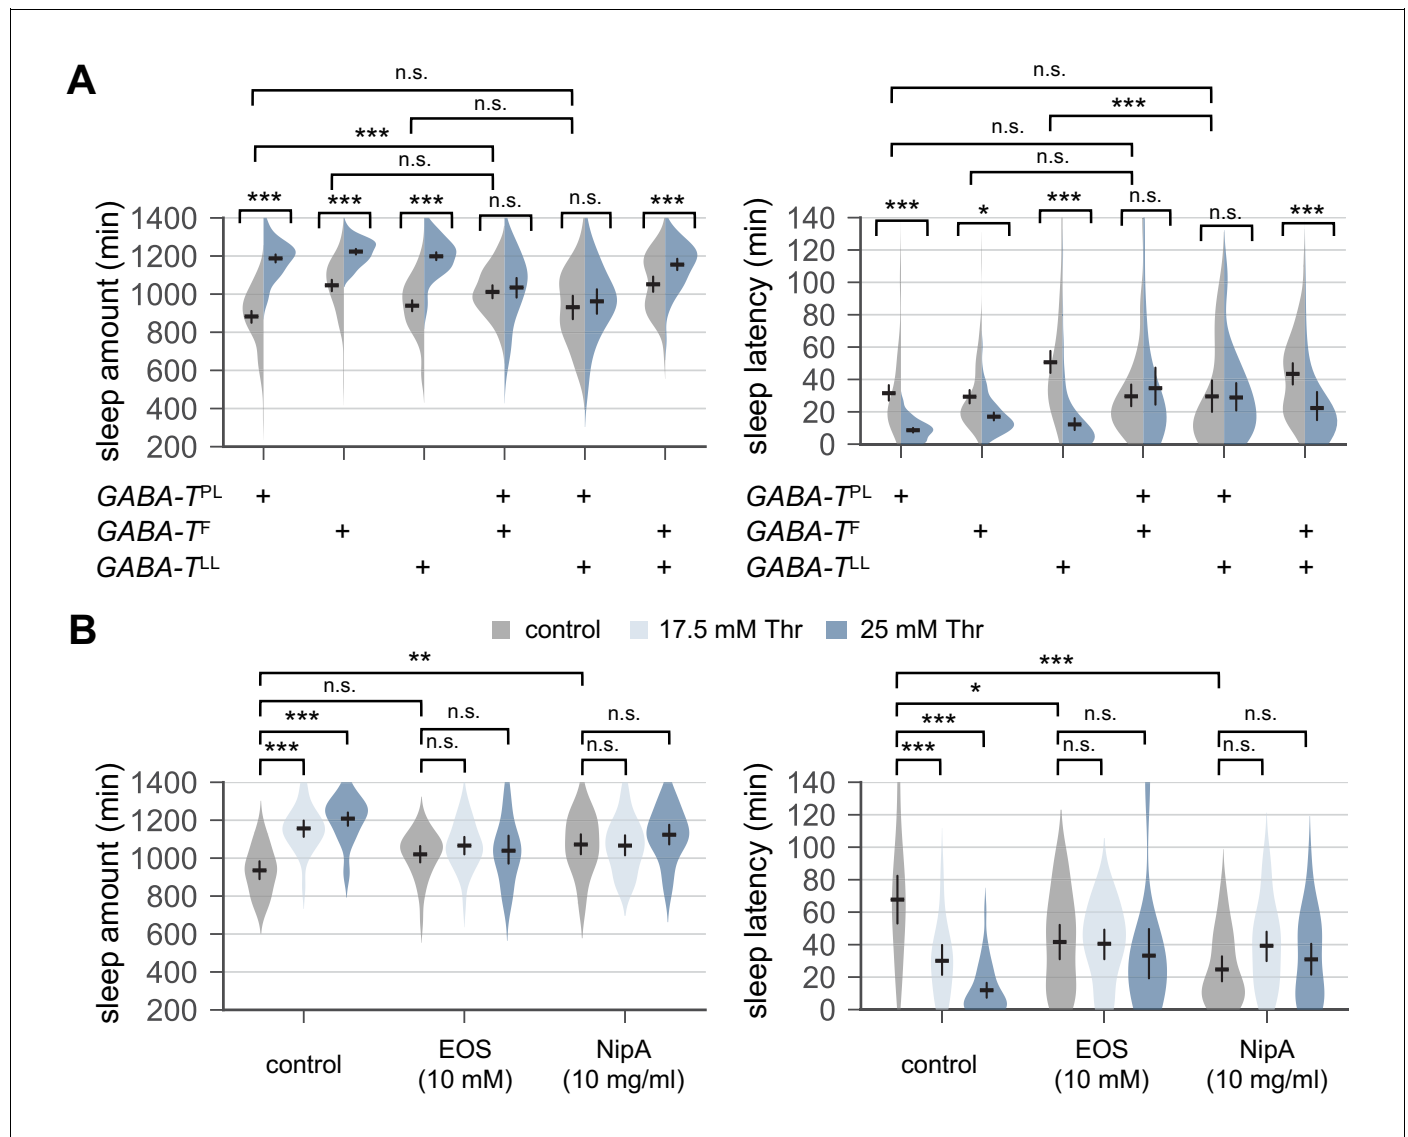 A
n.s.
n.s.
***
n.s.
*** *** *** n.s. n.s. ***
sleep amount (min)
1400
1200
1000
800
600
400
200
n.s.
***
n.s.
n.s.
*** * *** n.s. n.s. ***
sleep latency (min)
140
120
100
80
60
40
20
0
GABA-TPL + + +
GABA-TF + + +
GABA-TLL + + +
GABA-TPL + + +
GABA-TF + + +
GABA-TLL + + +
B
control 17.5 mM Thr 25 mM Thr
**
n.s.
*** n.s. n.s.
*** n.s. n.s.
sleep amount (min)
1400
1200
1000
800
600
400
200
control
EOS
(10 mM)
NipA
(10 mg/ml)
***
*
*** n.s. n.s.
*** n.s. n.s.
sleep latency (min)
140
120
100
80
60
40
20
0
control
EOS
(10 mM)
NipA
(10 mg/ml)